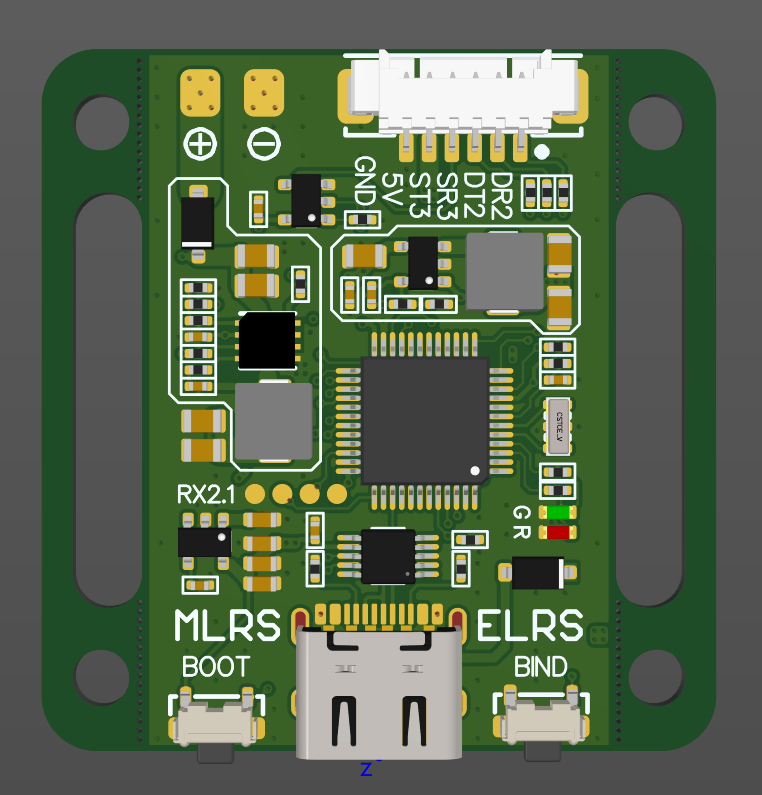 GND
5V
ST3
SR3
DT2
DR2
CSTCE.V
RX2.1
G
R
MLRS
ELRS
BOOT
BIND
z